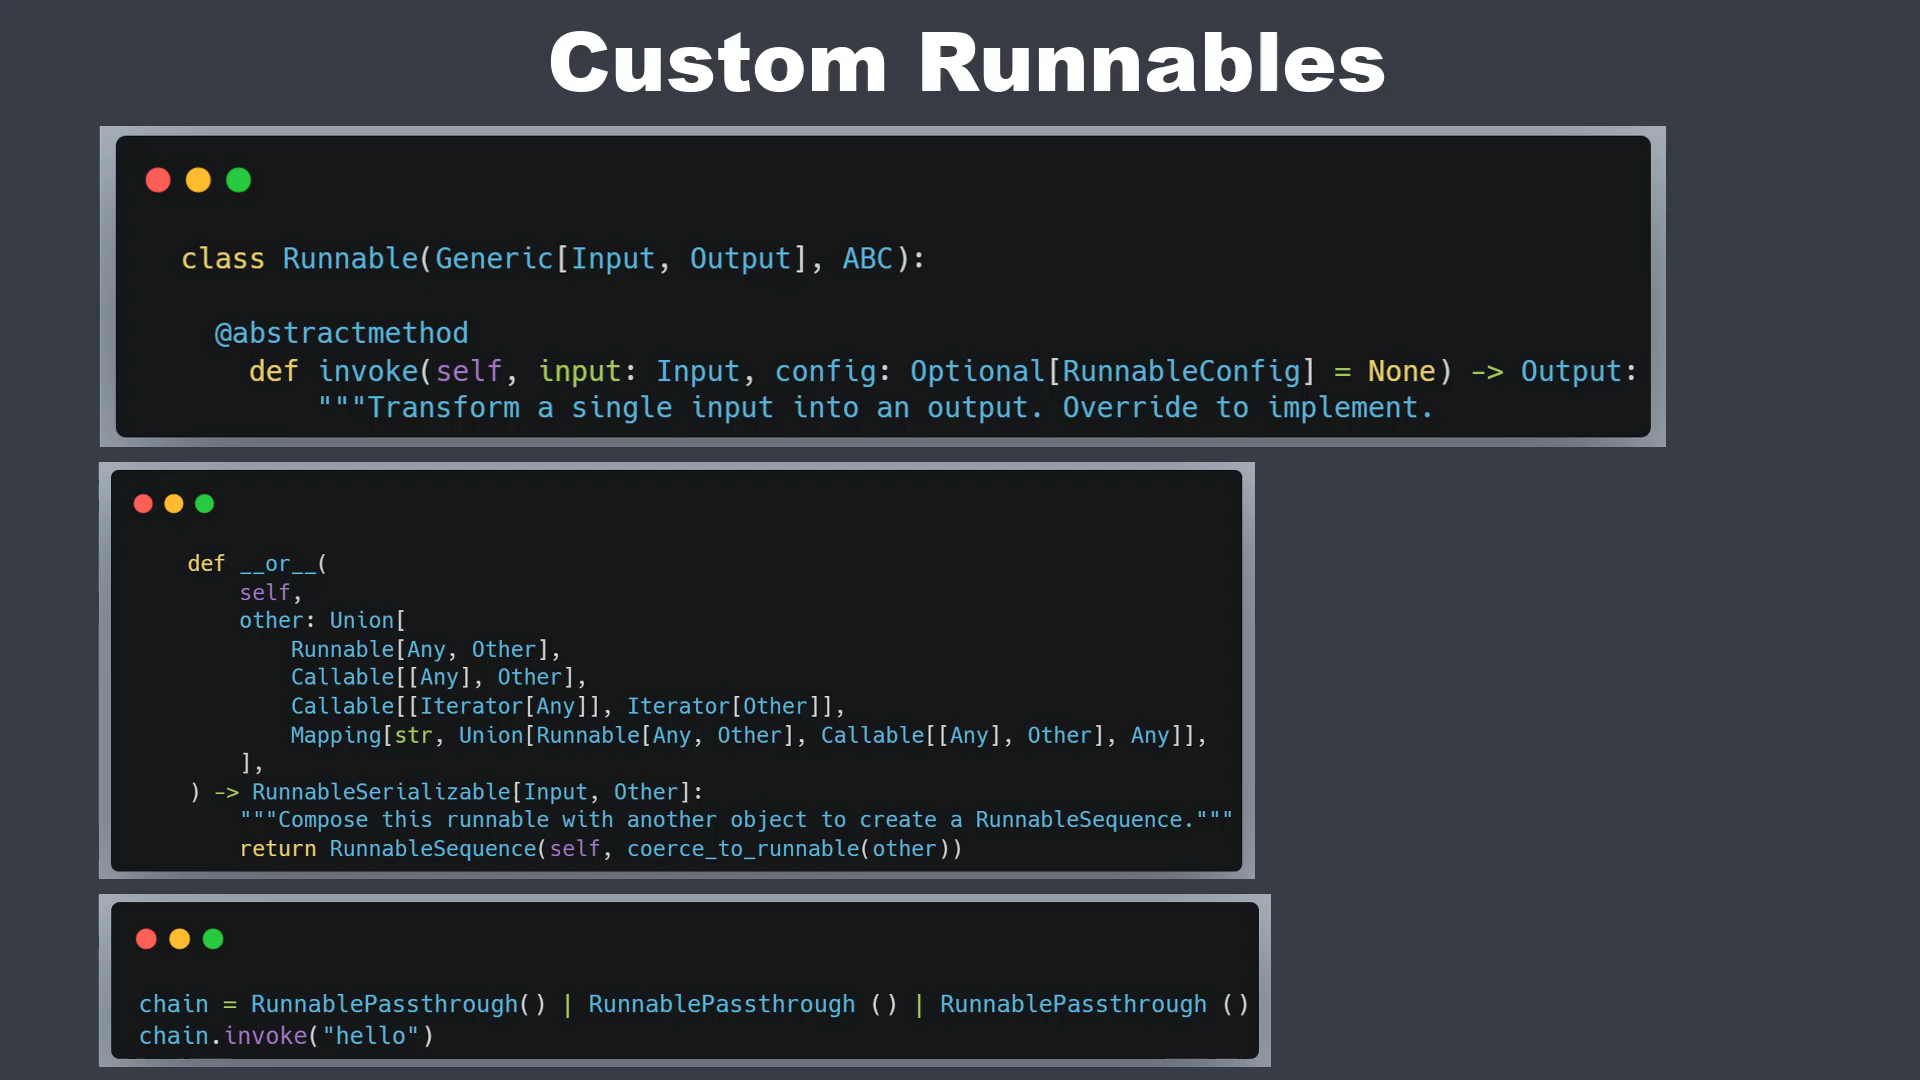 Custom Runnables
class Runnable(Generic[Input, Output], ABC):
@abstractmethod
def invoke(self, input: Input, config: Optional[RunnableConfig] = None) -> Output:
"""Transform a single input into an output. Override to implement.
def __or__(
self,
other: Union[
Runnable[Any, Other],
Callable[[Any], Other],
Callable[[Iterator[Any]], Iterator[Other]],
Mapping[str, Union[Runnable[Any, Other], Callable[[Any], Other], Any]],
],
) -> RunnableSerializable[Input, Other]:
"""Compose this runnable with another object to create a RunnableSequence."""
return RunnableSequence(self, coerce_to_runnable(other))
chain = RunnablePassthrough() | RunnablePassthrough () | RunnablePassthrough ()
chain.invoke("hello")